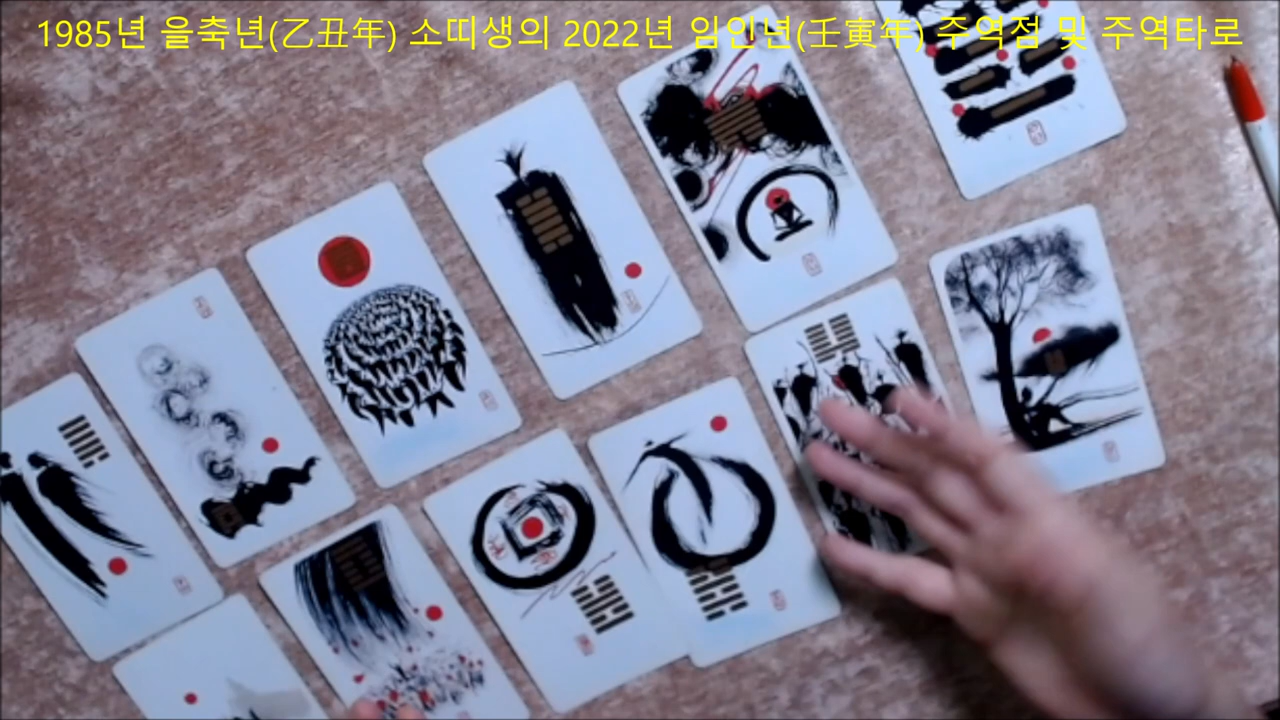 1985년 을축년(乙丑年) 소띠생의 2022년 임인년(壬寅年) 주역점 및 주역타로